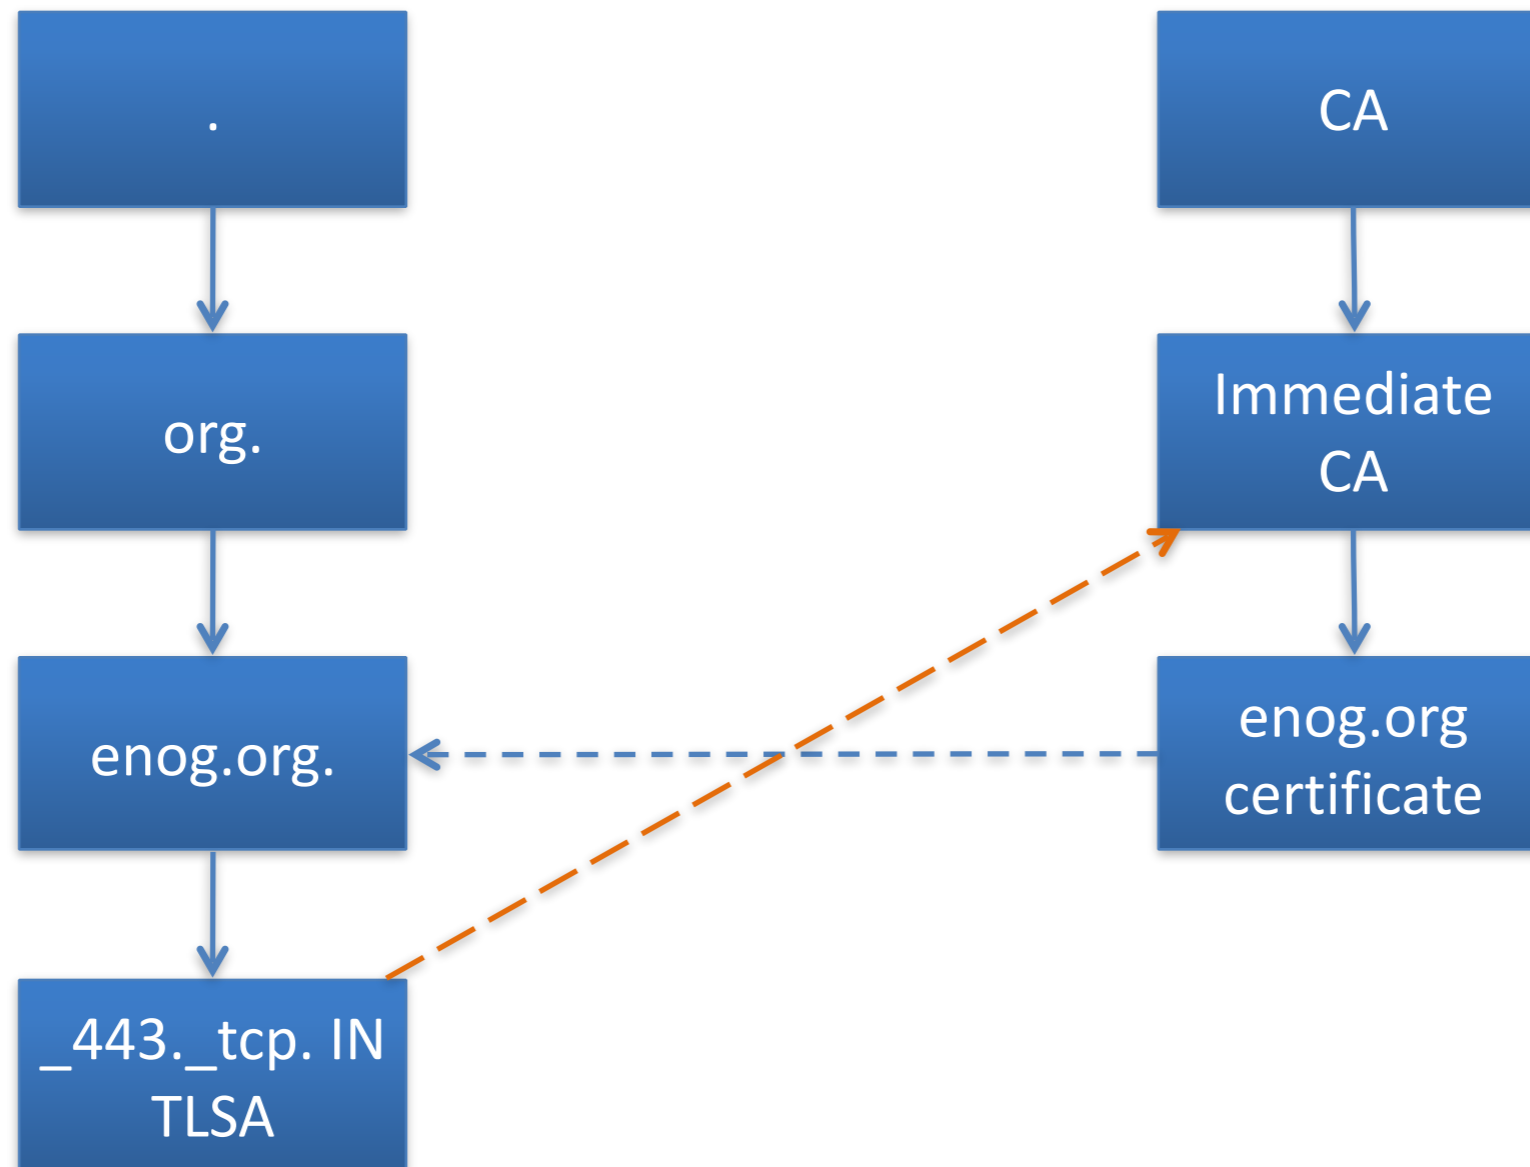 .
org.
enog.org.
_443._tcp. IN
TLSA
CA
Immediate
CA
enog.org
certificate